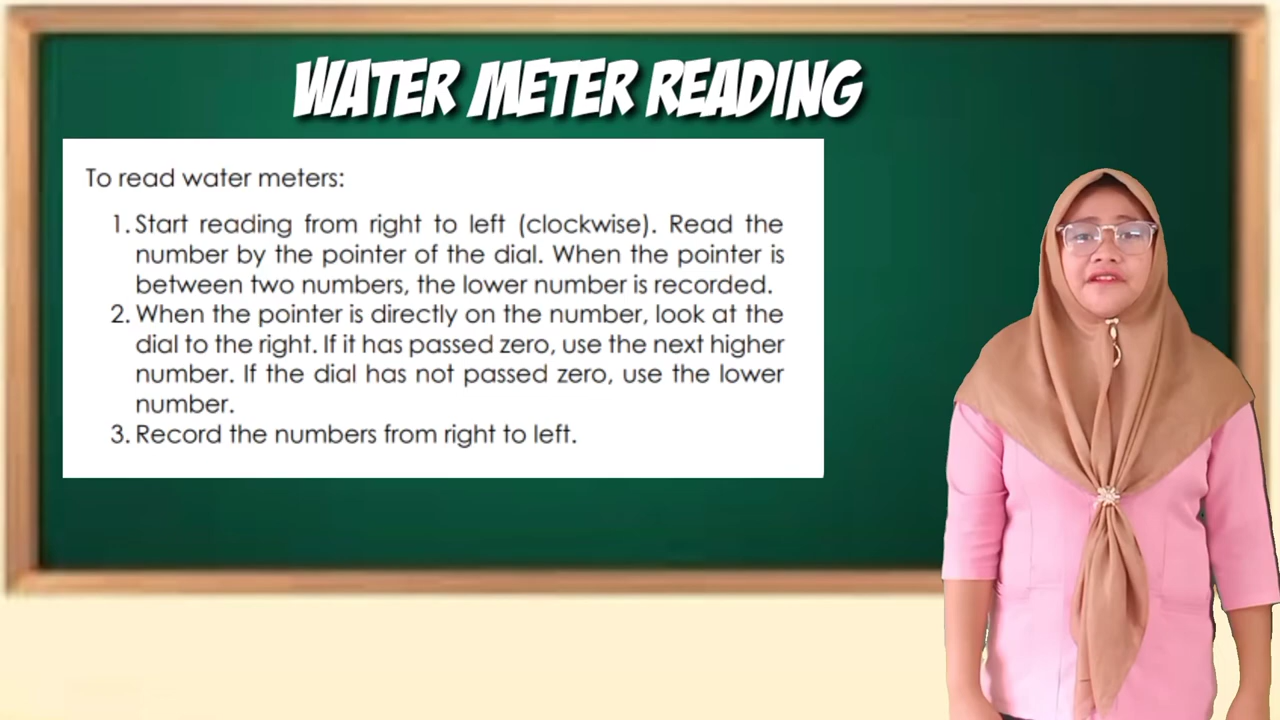 WATER METER READING
To read water meters:
1. Start reading from right to left (clockwise). Read the
number by the pointer of the dial. When the pointer is
between two numbers, the lower number is recorded.
2. When the pointer is directly on the number, look at the
dial to the right. If it has passed zero, use the next higher
number. If the dial has not passed zero, use the lower
number.
3. Record the numbers from right to left.